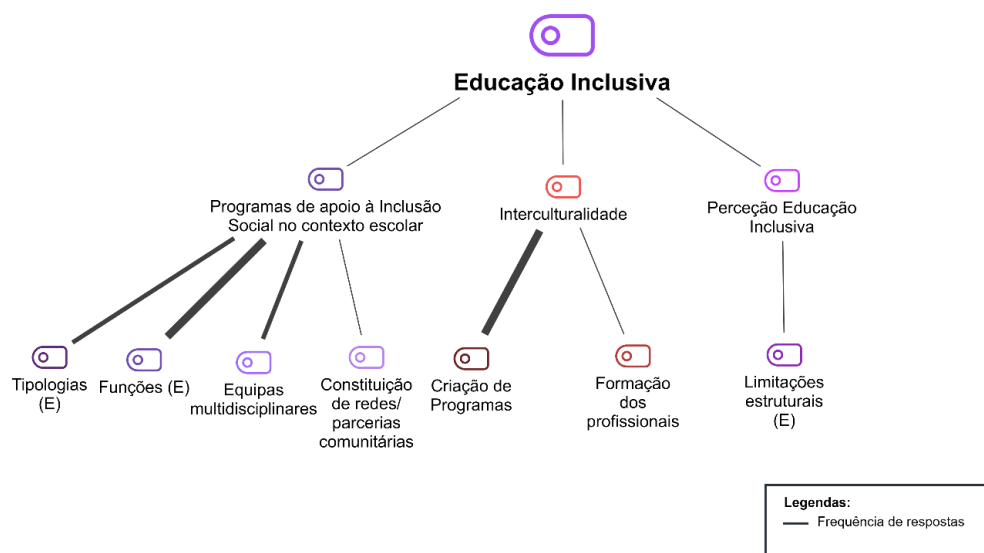 Educação Inclusiva
Programas de apoio à Inclusão
Social no contexto escolar
Interculturalidade
Perceção Educação
Inclusiva
Tipologias
(E)
Funções (E)
Equipas
multidisciplinares
Constituição
de redes/
parcerias
comunitárias
Criação de
Programas
Formação
dos
profissionais
Limitações
estruturais
(E)
Legendas:
Frequência de respostas